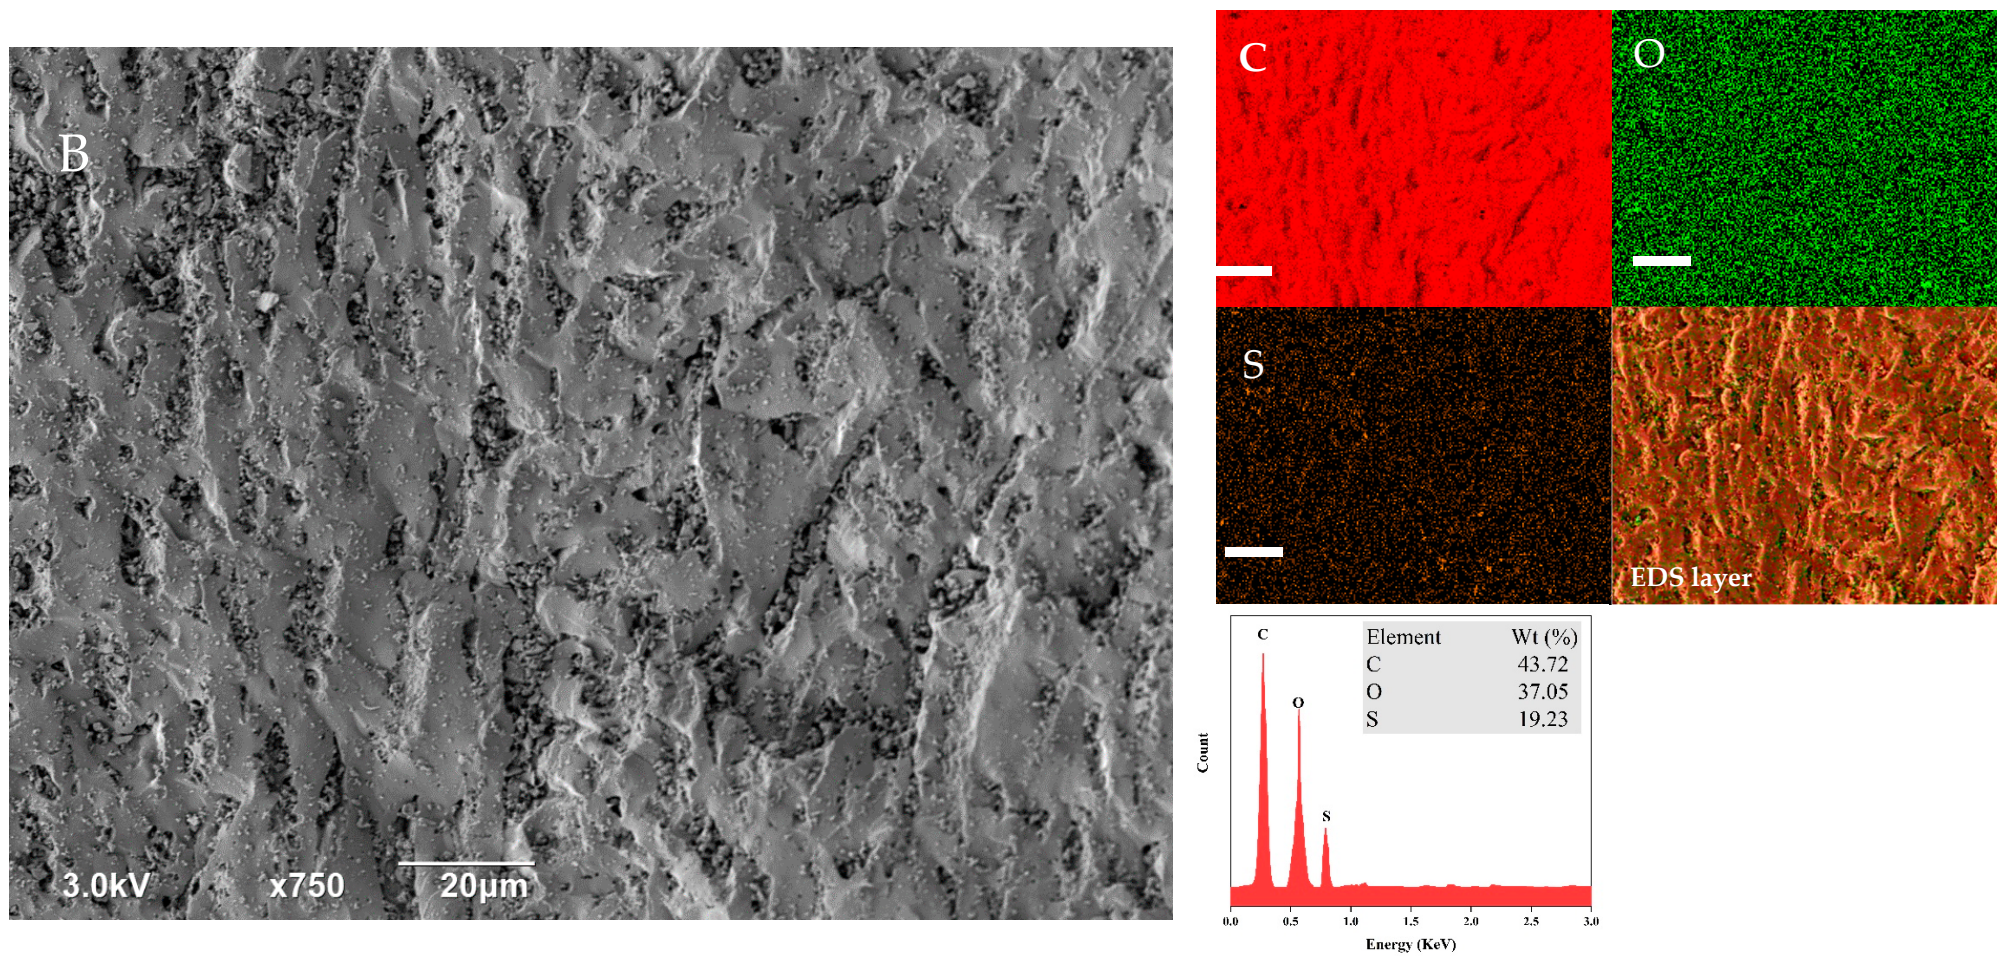 B
3.0kV x750 20μm
C
O
S
EDS layer
C
O
S
Element Wt (%)
C 43.72
O 37.05
S 19.23
Count
0.0 0.5 1.0 1.5 2.0 2.5 3.0
Energy (KeV)